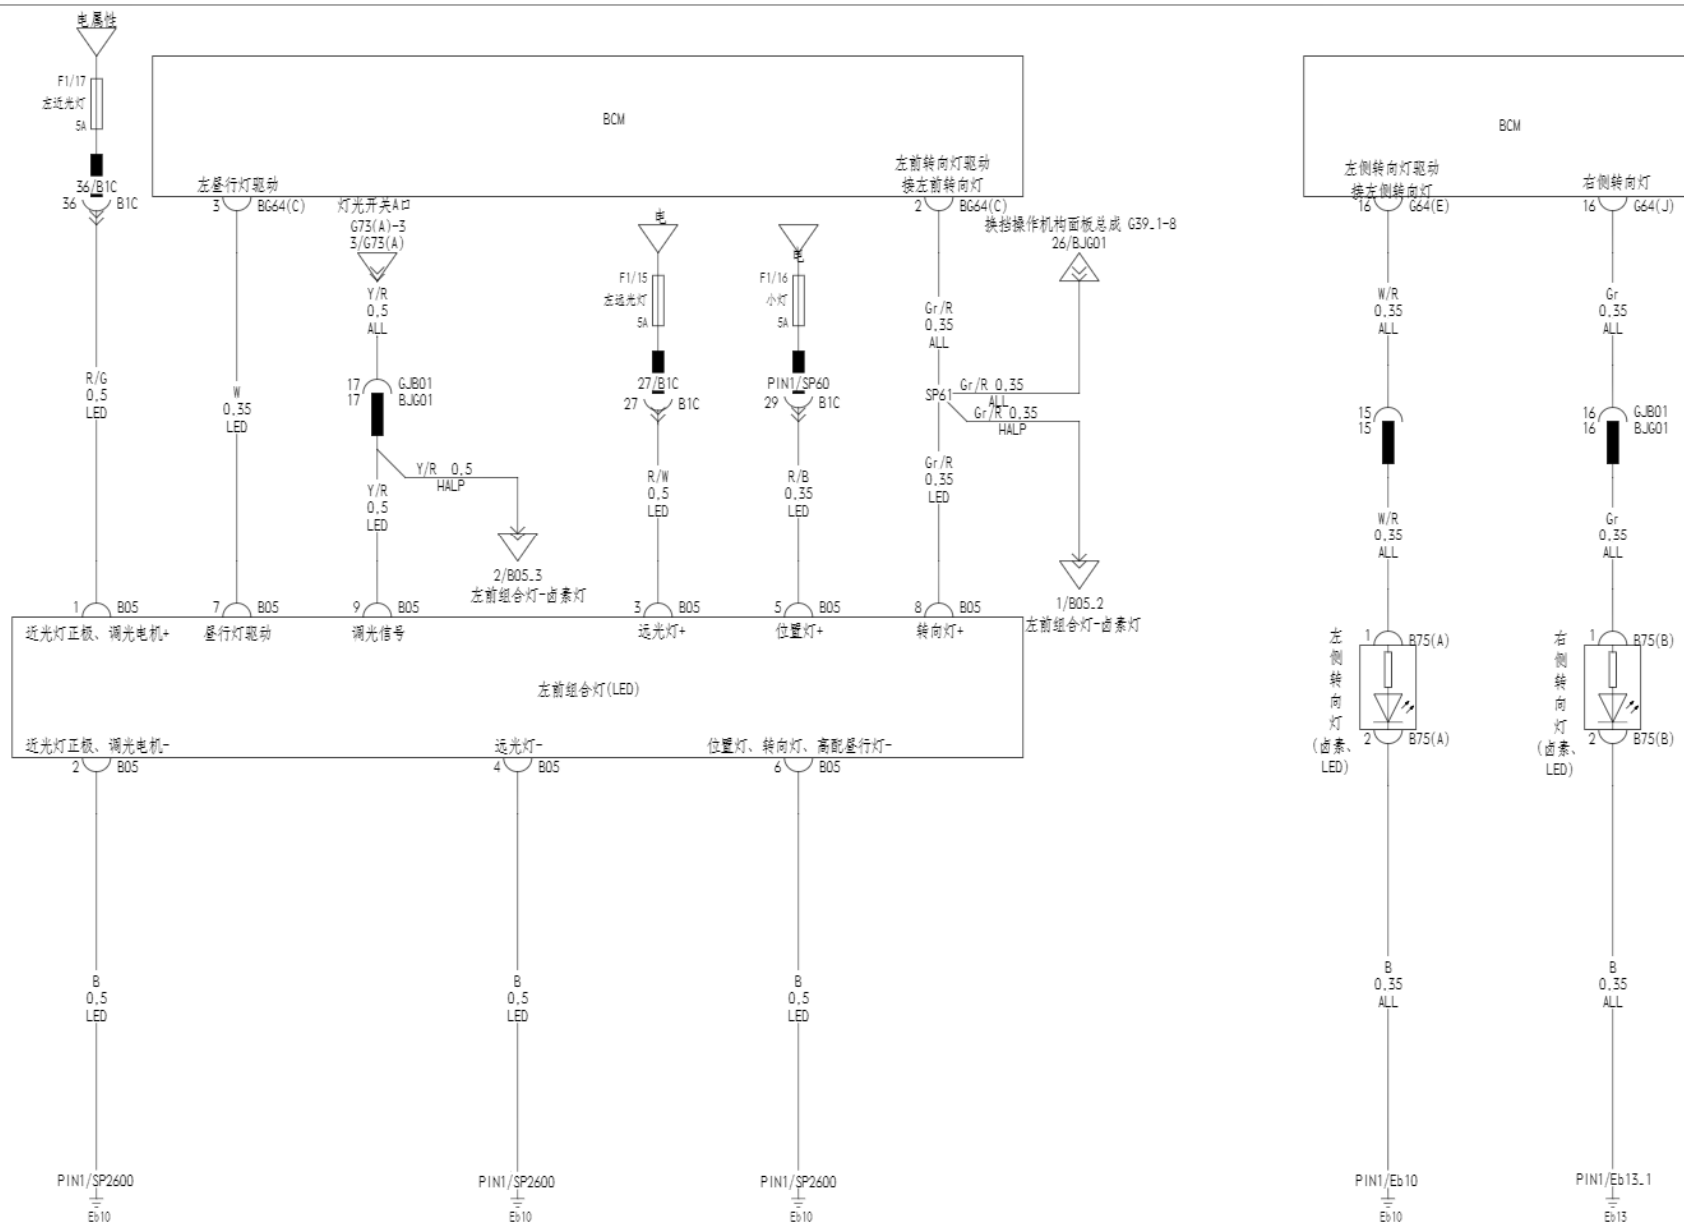 电属性
F1/17
左近光灯
5A
36/B1C
36 B1C
BCM
左昼行灯驱动
3 BG64(C)
灯光开关A口
G73(A)-3
3/G73(A)
Y/R
0.5
ALL
17 GJB01
17 BJG01
Y/R 0.5
HALP
Y/R
0.5
LED
2/B05_3
左前组合灯-卤素灯
R/G
0.5
LED
W
0.35
LED
电
F1/15
左远光灯
5A
27/B1C
27 B1C
R/W
0.5
LED
电
F1/16
小灯
5A
PIN1/SP60
29 B1C
R/B
0.35
LED
左前转向灯驱动
接左前转向灯
2 BG64(C)
换挡操作机构面板总成 G39_1-8
26/BJG01
Gr/R
0.35
ALL
SP61
Gr/R 0.35
ALL
Gr/R 0.35
HALP
Gr/R
0.35
LED
1/B05_2
左前组合灯-卤素灯
1 B05
近光灯正极、调光电机+
7 B05
昼行灯驱动
9 B05
调光信号
3 B05
远光灯+
5 B05
位置灯+
8 B05
转向灯+
左前组合灯(LED)
近光灯正极、调光电机-
2 B05
远光灯-
4 B05
位置灯、转向灯、高配昼行灯-
6 B05
B
0.5
LED
B
0.5
LED
B
0.5
LED
PIN1/SP2600
Eb10
PIN1/SP2600
Eb10
PIN1/SP2600
Eb10
BCM
左侧转向灯驱动
接左侧转向灯
16 G64(E)
右侧转向灯
16 G64(J)
W/R
0.35
ALL
Gr
0.35
ALL
15
15
16 GJB01
16 BJG01
W/R
0.35
ALL
Gr
0.35
ALL
1 B75(A)
左侧转向灯
(卤素、
LED)
2 B75(A)
1 B75(B)
右侧转向灯
(卤素、
LED)
2 B75(B)
B
0.35
ALL
B
0.35
ALL
PIN1/Eb10
Eb10
PIN1/Eb13_1
Eb13